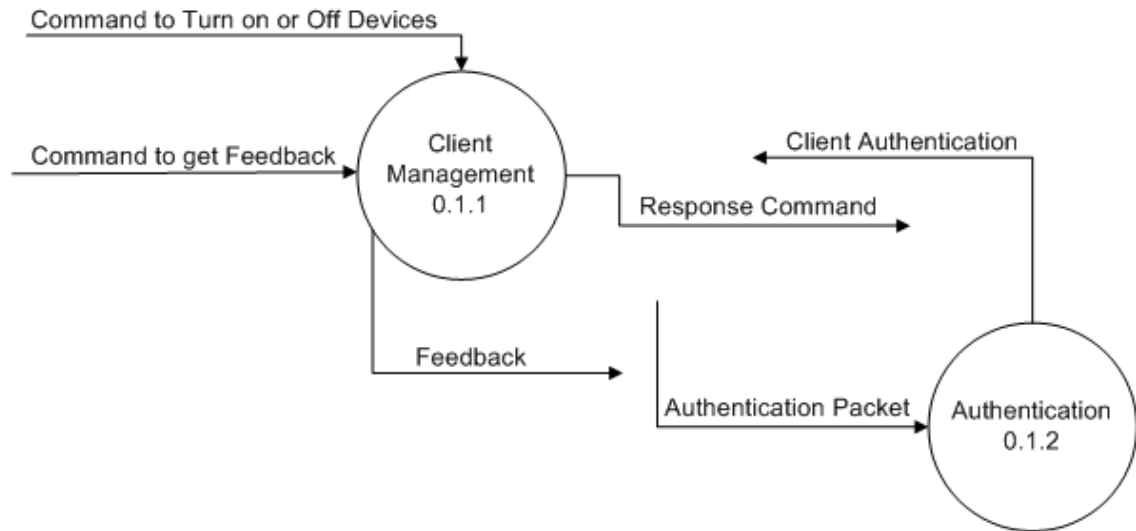 Command to Turn on or Off Devices
Client
Management
0.1.1
Command to get Feedback
Client Authentication
Response Command
Feedback
Authentication Packet
Authentication
0.1.2